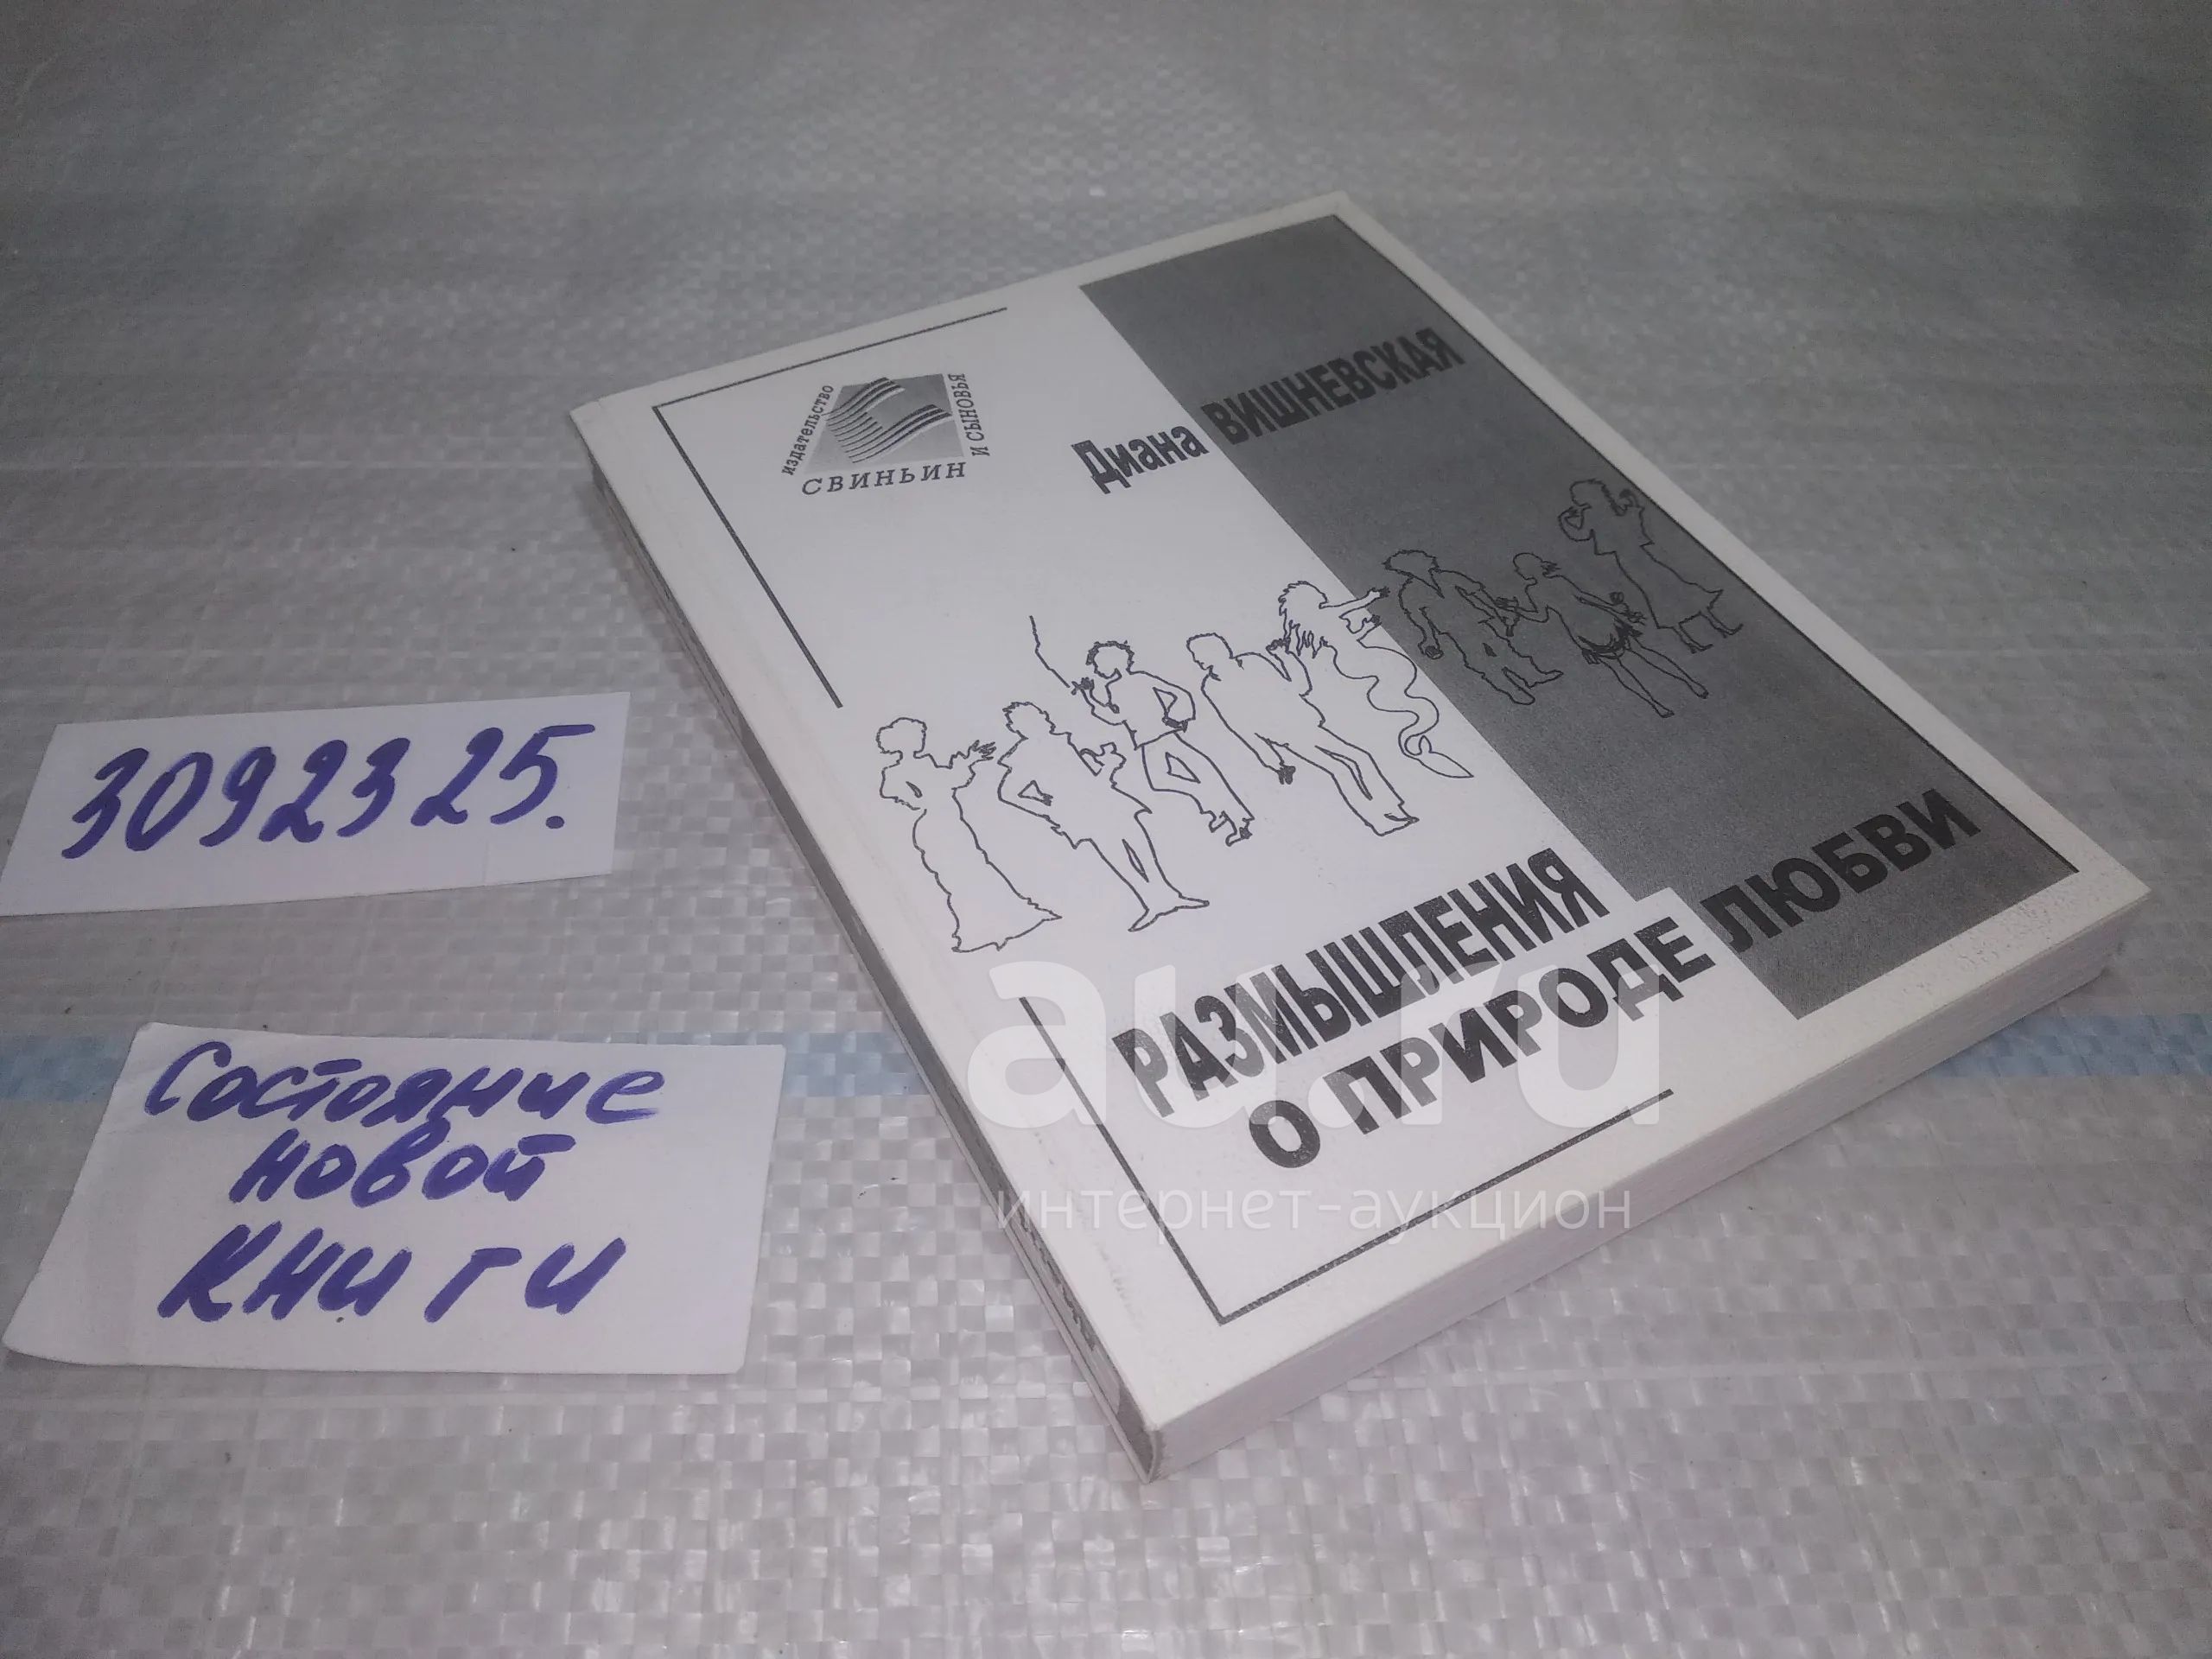 издательство
СВИНЬИН
И СЫНОВЬЯ
Диана ВИШНЕВСКАЯ
РАЗМЫШЛЕНИЯ
О ПРИРОДЕ ЛЮБВИ
3092325.
Состояние
новой
книги
au.ru
интернет-аукцион